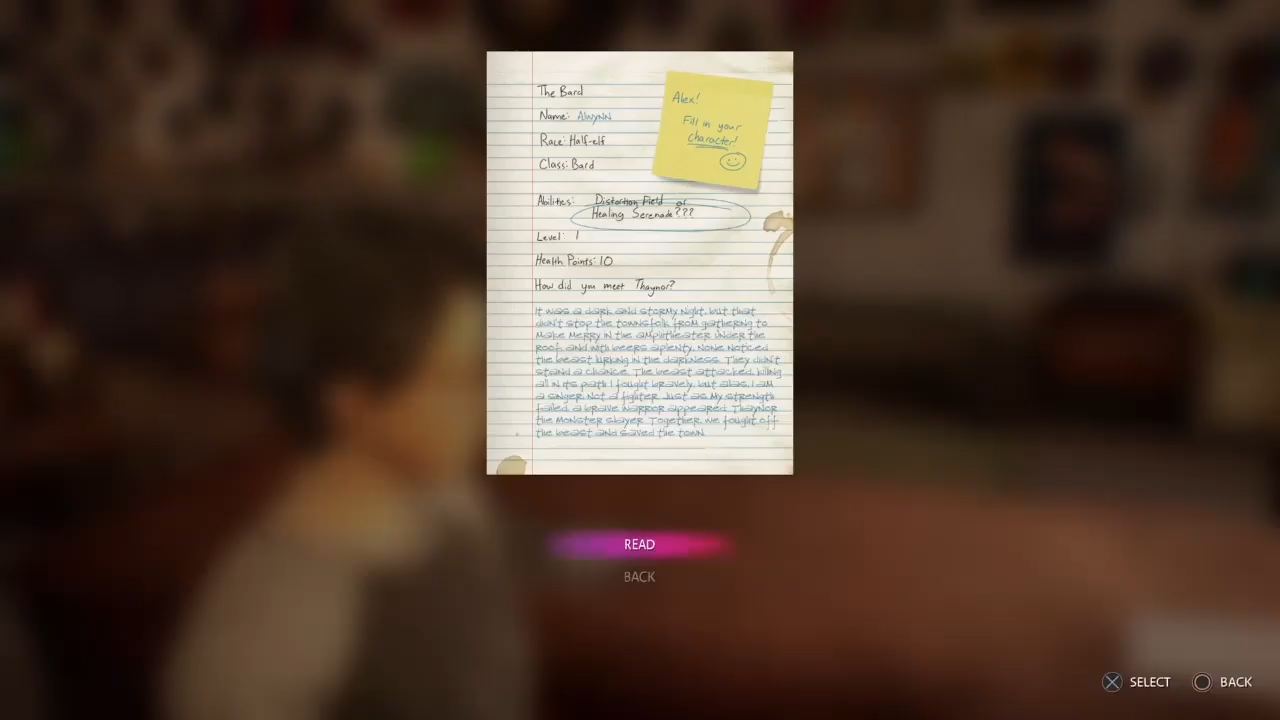 The Bard
Alex!
Fill in your
character!
Name: Alwynn
Race: Half-elf
Class: Bard
Abilities: Distortion Field or
Healing Serenade???
Level: 1
Health Points: 10
How did you meet Thaynor?
It was a dark and stormy night, but that
didn't stop the townsfolk from gathering to
make merry in the ampitheater under the
roof, and with beers aplenty, none noticed
the beast lurking in the darkness. They didn't
stand a chance. The beast attacked, killing
all in its path. I fought bravely, but alas, I am
a singer, not a fighter. Just as my strength
failed, a brave warrior appeared. Thaynor
the monster slayer. Together, we fought off
the beast and saved the town.
READ
BACK
SELECT
BACK